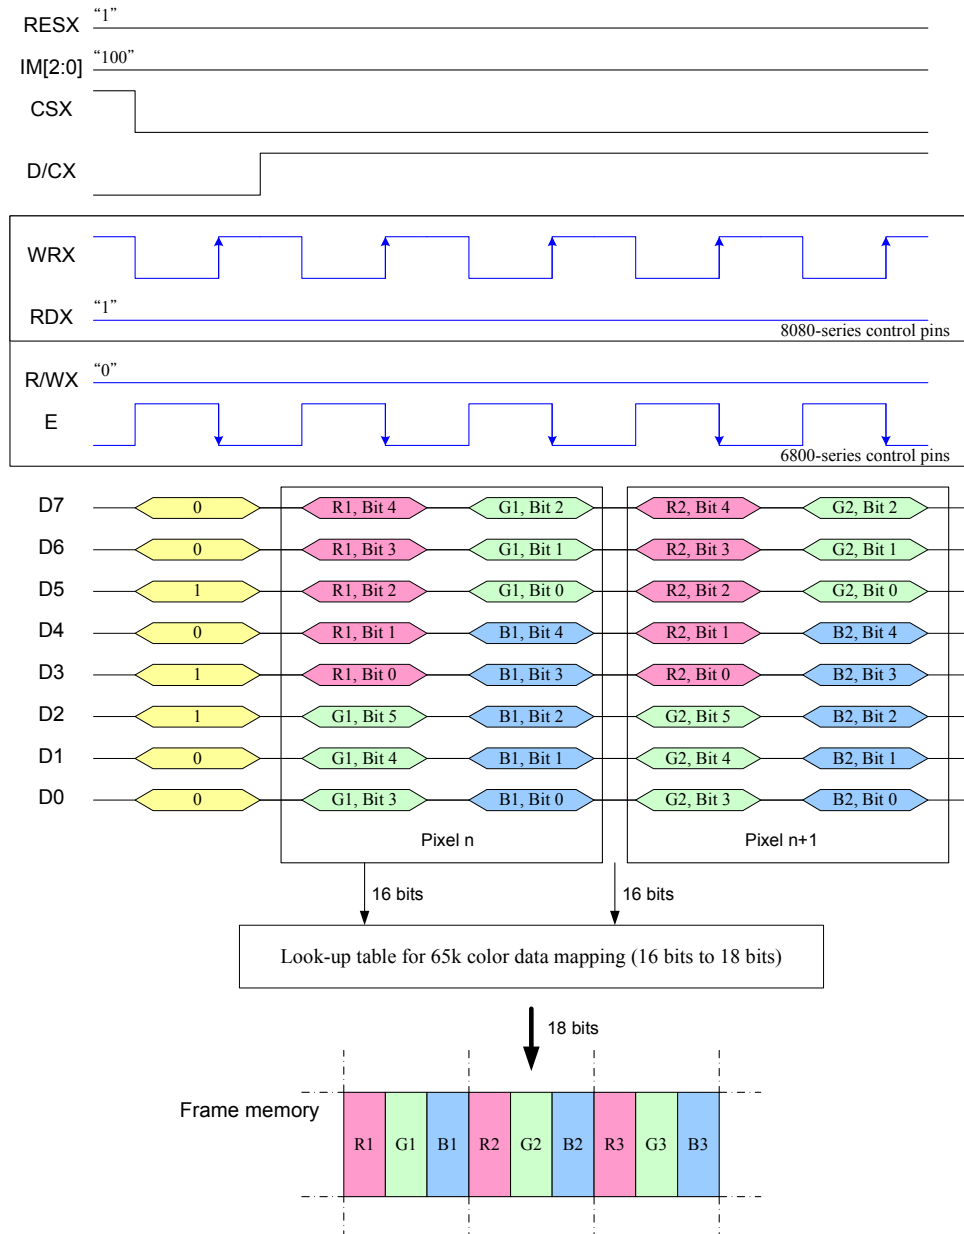 RESX “1”
IM[2:0] “100”
CSX
D/CX
WRX
RDX “1”
8080-series control pins
R/WX “0”
E
6800-series control pins
D7 0 R1, Bit 4 G1, Bit 2 R2, Bit 4 G2, Bit 2
D6 0 R1, Bit 3 G1, Bit 1 R2, Bit 3 G2, Bit 1
D5 1 R1, Bit 2 G1, Bit 0 R2, Bit 2 G2, Bit 0
D4 0 R1, Bit 1 B1, Bit 4 R2, Bit 1 B2, Bit 4
D3 1 R1, Bit 0 B1, Bit 3 R2, Bit 0 B2, Bit 3
D2 1 G1, Bit 5 B1, Bit 2 G2, Bit 5 B2, Bit 2
D1 0 G1, Bit 4 B1, Bit 1 G2, Bit 4 B2, Bit 1
D0 0 G1, Bit 3 B1, Bit 0 G2, Bit 3 B2, Bit 0
Pixel n Pixel n+1
16 bits 16 bits
Look-up table for 65k color data mapping (16 bits to 18 bits)
18 bits
Frame memory
R1 G1 B1 R2 G2 B2 R3 G3 B3